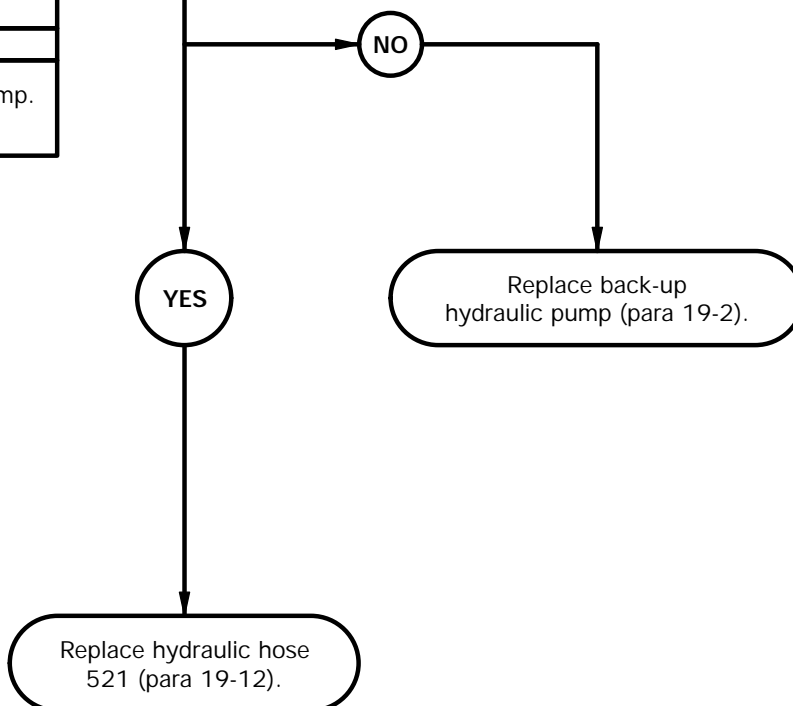 NO
mp.
YES
Replace back-up
hydraulic pump (para 19-2).
Replace hydraulic hose
521 (para 19-12).